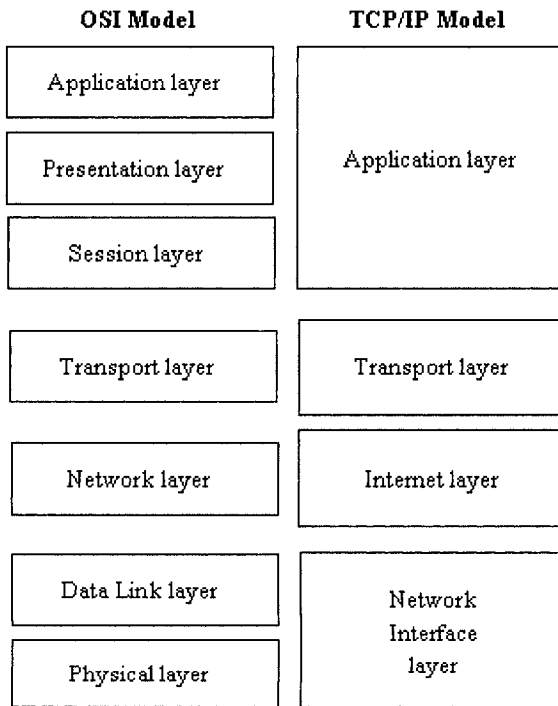 OSI Model
TCP/IP Model
Application layer
Presentation layer
Session layer
Application layer
Transport layer
Transport layer
Network layer
Internet layer
Data Link layer
Physical layer
Network
Interface
layer